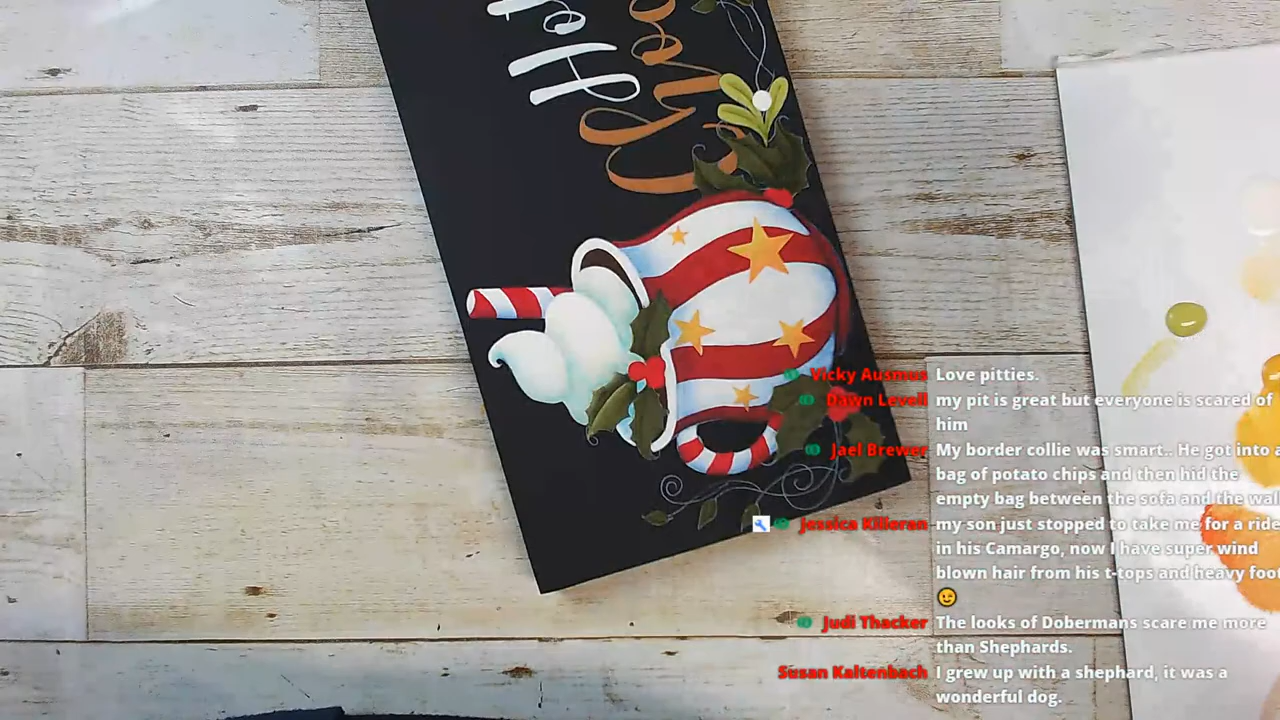 Hot
Vicky Ausmus Love pitties.
Dawn Levell my pit is great but everyone is scared of
him
Jael Brewer My border collie was smart.. He got into a
bag of potato chips and then hid the
empty bag between the sofa and the wal
Jessica Killeran my son just stopped to take me for a ride
in his Camargo, now I have super wind
blown hair from his t-tops and heavy foot
Judi Thacker The looks of Dobermans scare me more
than Shephards.
Susan Kaltenbach I grew up with a shephard, it was a
wonderful dog.